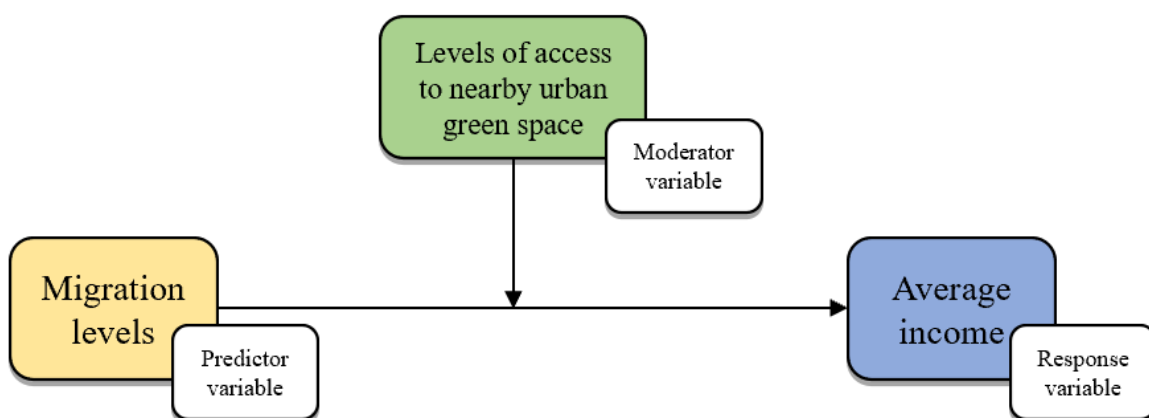 Levels of access
to nearby urban
green space
Moderator
variable
Migration
levels
Predictor
variable
Average
income
Response
variable